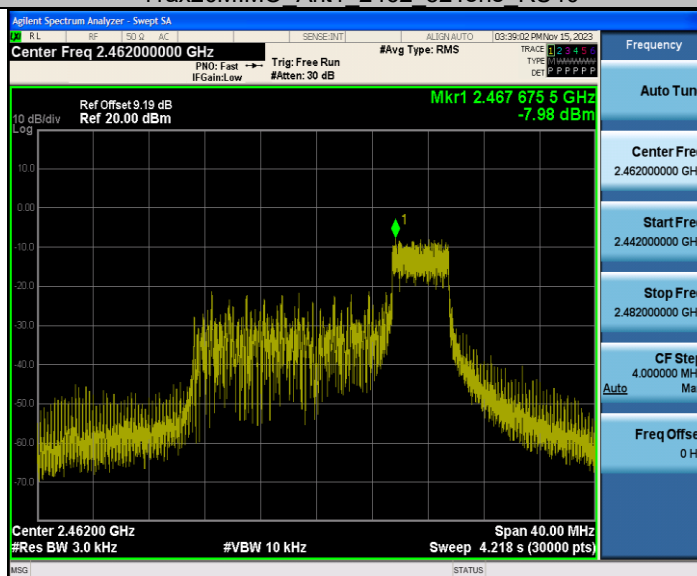 Agilent Spectrum Analyzer - Swept SA
RL RF 50 Ω AC SENSE:INT ALIGN AUTO 03:39:02 PM Nov 15, 2023
Center Freq 2.462000000 GHz
PNO: Fast
IFGain:Low
Trig: Free Run
#Atten: 30 dB
#Avg Type: RMS
TRACE 1 2 3 4 5 6
TYPE M
DET P P P P P P
Frequency
Ref Offset 9.19 dB
Ref 20.00 dBm
10 dB/div
Log
Mkr1 2.467 675 5 GHz
-7.98 dBm
1
10.0
0.00
-10.0
-20.0
-30.0
-40.0
-50.0
-60.0
-70.0
Center 2.46200 GHz
Span 40.00 MHz
#Res BW 3.0 kHz
#VBW 10 kHz
Sweep 4.218 s (30000 pts)
MSG STATUS
Auto Tun
Center Fre
2.462000000 GH
Start Fre
2.442000000 GH
Stop Fre
2.482000000 GH
CF Step
4.000000 MH
Auto Ma
Freq Offse
0 H